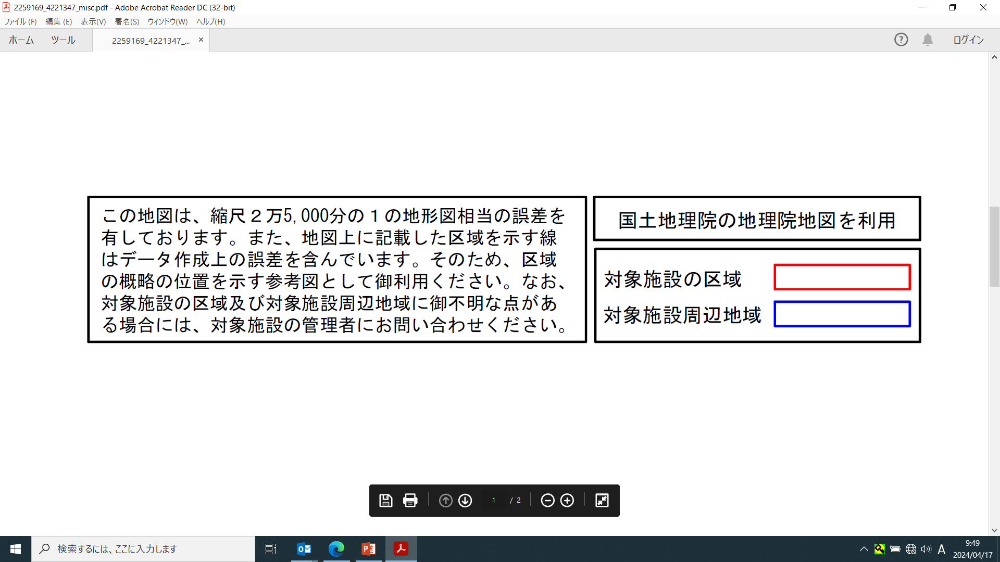 2259169_4221347_misc.pdf - Adobe Acrobat Reader DC (32-bit)
ファイル (F) 編集 (E) 表示(V) 署名(S) ウィンドウ(W) ヘルプ(H)
ホーム ツール 2259169_4221347_... × ? ログイン
この地図は、縮尺２万5,000分の１の地形図相当の誤差を
有しております。また、地図上に記載した区域を示す線
はデータ作成上の誤差を含んでいます。そのため、区域
の概略の位置を示す参考図として御利用ください。なお、
対象施設の区域及び対象施設周辺地域に御不明な点があ
る場合には、対象施設の管理者にお問い合わせください。
国土地理院の地理院地図を利用
対象施設の区域
対象施設周辺地域
1 / 2
検索するには、ここに入力します
A
9:49
2024/04/17